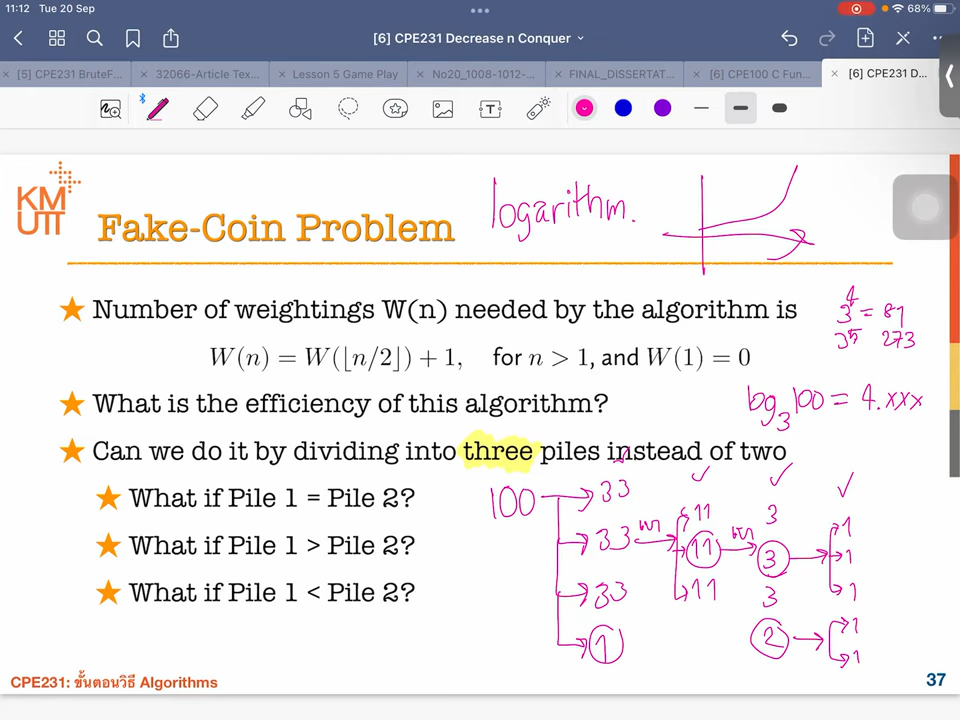 11:12 Tue 20 Sep
68%
[6] CPE231 Decrease n Conquer
[5] CPE231 BruteF...
32066-Article Tex...
Lesson 5 Game Play
No20_1008-1012-...
FINAL_DISSERTAT...
[6] CPE100 C Fun...
[6] CPE231 D...
KM
UTT
Fake-Coin Problem
logarithm.
Number of weightings W(n) needed by the algorithm is
3^4 = 81
3^5 273
W(n) = W(⌊n/2⌋) + 1, for n > 1, and W(1) = 0
What is the efficiency of this algorithm?
log₃100 = 4.xxx
Can we do it by dividing into three piles instead of two
What if Pile 1 = Pile 2?
What if Pile 1 > Pile 2?
What if Pile 1 < Pile 2?
100 33 11 3 1
33 11 3 1
33 11 3 1
1 2 1
1
CPE231: ขั้นตอนวิธี Algorithms
37